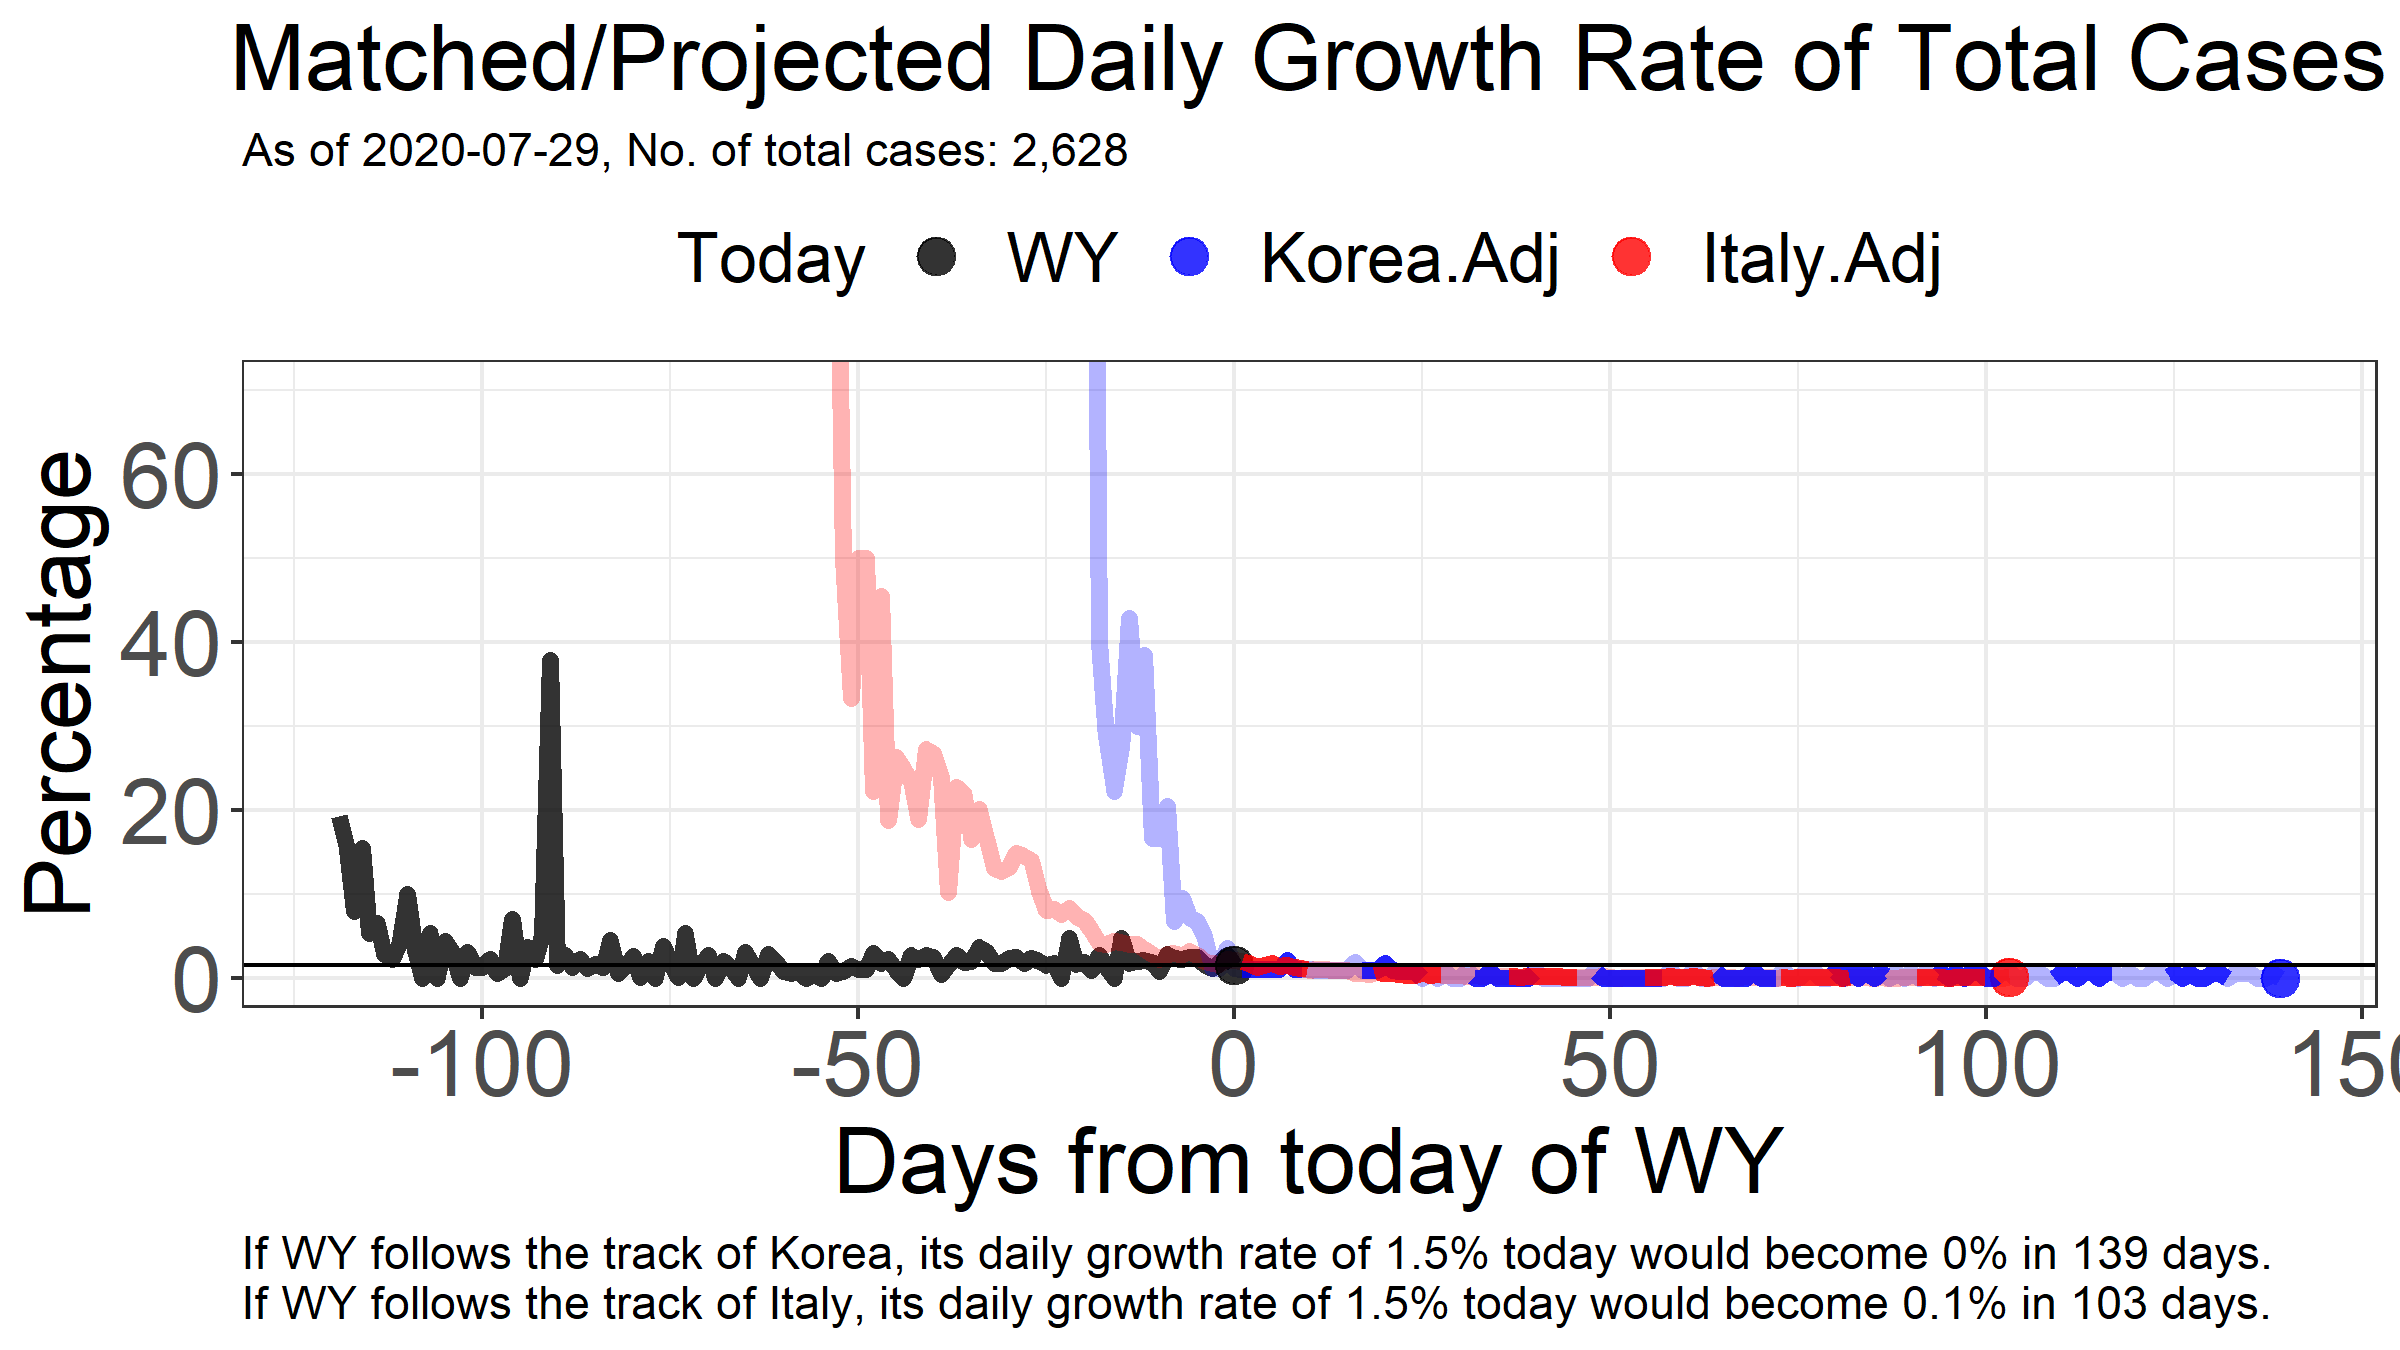 Matched/Projected Daily Growth Rate of Total Cases
As of 2020-07-29, No. of total cases: 2,628
Today WY Korea.Adj Italy.Adj
Percentage
60
40
20
0
-100 -50 0 50 100 150
Days from today of WY
If WY follows the track of Korea, its daily growth rate of 1.5% today would become 0% in 139 days.
If WY follows the track of Italy, its daily growth rate of 1.5% today would become 0.1% in 103 days.